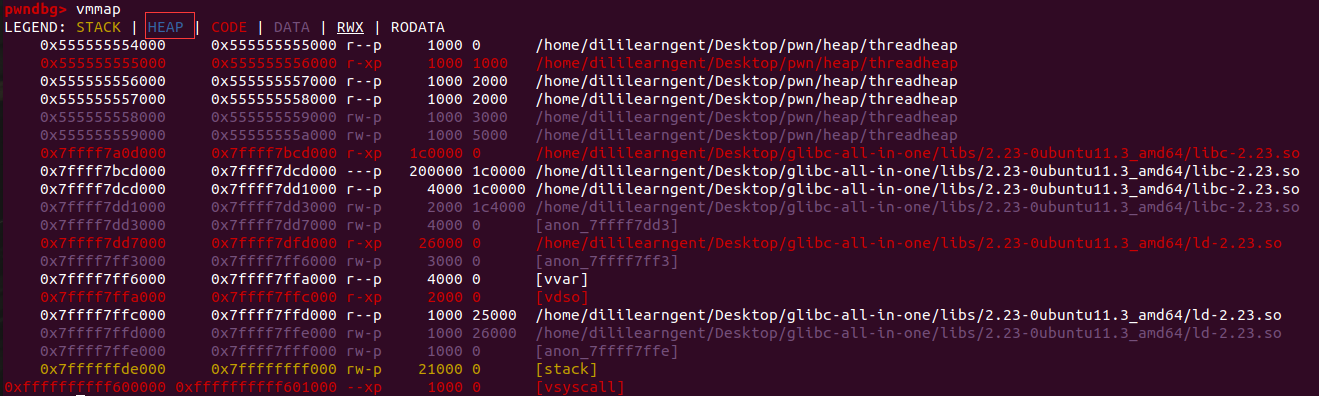 pwndbg> vmmap
LEGEND: STACK | HEAP | CODE | DATA | RWX | RODATA
0x555555554000 0x555555555000 r--p 1000 0 /home/dililearngent/Desktop/pwn/heap/threadheap
0x555555555000 0x555555556000 r-xp 1000 1000 /home/dililearngent/Desktop/pwn/heap/threadheap
0x555555556000 0x555555557000 r--p 1000 2000 /home/dililearngent/Desktop/pwn/heap/threadheap
0x555555557000 0x555555558000 r--p 1000 2000 /home/dililearngent/Desktop/pwn/heap/threadheap
0x555555558000 0x555555559000 rw-p 1000 3000 /home/dililearngent/Desktop/pwn/heap/threadheap
0x555555559000 0x55555555a000 rw-p 1000 5000 /home/dililearngent/Desktop/pwn/heap/threadheap
0x7ffff7a0d000 0x7ffff7bcd000 r-xp 1c0000 0 /home/dililearngent/Desktop/glibc-all-in-one/libs/2.23-0ubuntu11.3_amd64/libc-2.23.so
0x7ffff7bcd000 0x7ffff7dcd000 ---p 200000 1c0000 /home/dililearngent/Desktop/glibc-all-in-one/libs/2.23-0ubuntu11.3_amd64/libc-2.23.so
0x7ffff7dcd000 0x7ffff7dd1000 r--p 4000 1c0000 /home/dililearngent/Desktop/glibc-all-in-one/libs/2.23-0ubuntu11.3_amd64/libc-2.23.so
0x7ffff7dd1000 0x7ffff7dd3000 rw-p 2000 1c4000 /home/dililearngent/Desktop/glibc-all-in-one/libs/2.23-0ubuntu11.3_amd64/libc-2.23.so
0x7ffff7dd3000 0x7ffff7dd7000 rw-p 4000 0 [anon_7ffff7dd3]
0x7ffff7dd7000 0x7ffff7dfd000 r-xp 26000 0 /home/dililearngent/Desktop/glibc-all-in-one/libs/2.23-0ubuntu11.3_amd64/ld-2.23.so
0x7ffff7ff3000 0x7ffff7ff6000 rw-p 3000 0 [anon_7ffff7ff3]
0x7ffff7ff6000 0x7ffff7ffa000 r--p 4000 0 [vvar]
0x7ffff7ffa000 0x7ffff7ffc000 r-xp 2000 0 [vdso]
0x7ffff7ffc000 0x7ffff7ffd000 r--p 1000 25000 /home/dililearngent/Desktop/glibc-all-in-one/libs/2.23-0ubuntu11.3_amd64/ld-2.23.so
0x7ffff7ffd000 0x7ffff7ffe000 rw-p 1000 26000 /home/dililearngent/Desktop/glibc-all-in-one/libs/2.23-0ubuntu11.3_amd64/ld-2.23.so
0x7ffff7ffe000 0x7ffff7fff000 rw-p 1000 0 [anon_7ffff7ffe]
0x7ffffffde000 0x7ffffffff000 rw-p 21000 0 [stack]
0xffffffffff600000 0xffffffffff601000 --xp 1000 0 [vsyscall]